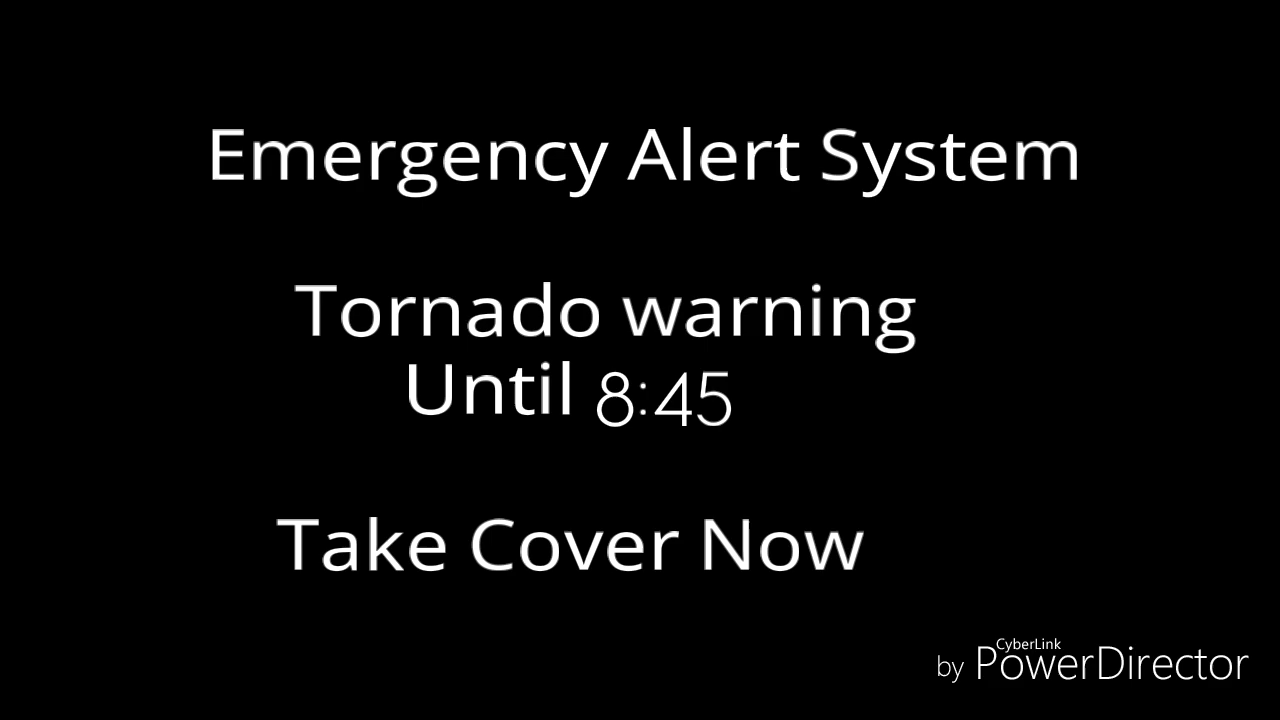 Emergency Alert System
Tornado warning
Until 8:45
Take Cover Now
by CyberLink PowerDirector